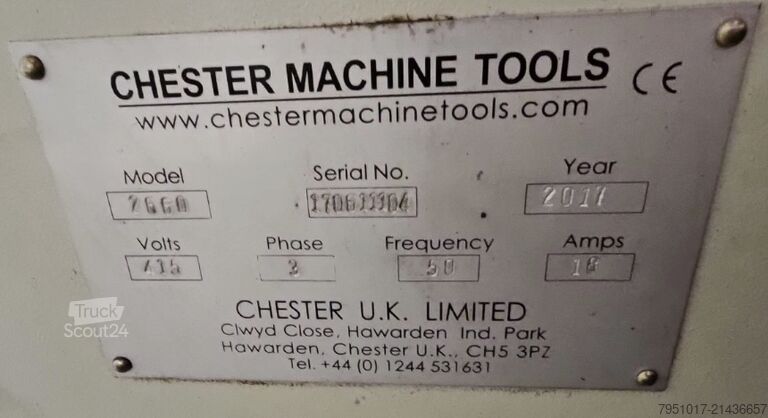 CHESTER MACHINE TOOLS CE
www.chestermachinetools.com
Model Serial No. Year
2660 170611104 2017
Volts Phase Frequency Amps
415 3 50
CHESTER U.K. LIMITED
Clwyd Close, Hawarden Ind. Park
Hawarden, Chester U.K., CH5 3PZ
Tel. +44 (0) 1244 531631
Truck
Scout24
7951017-21436657